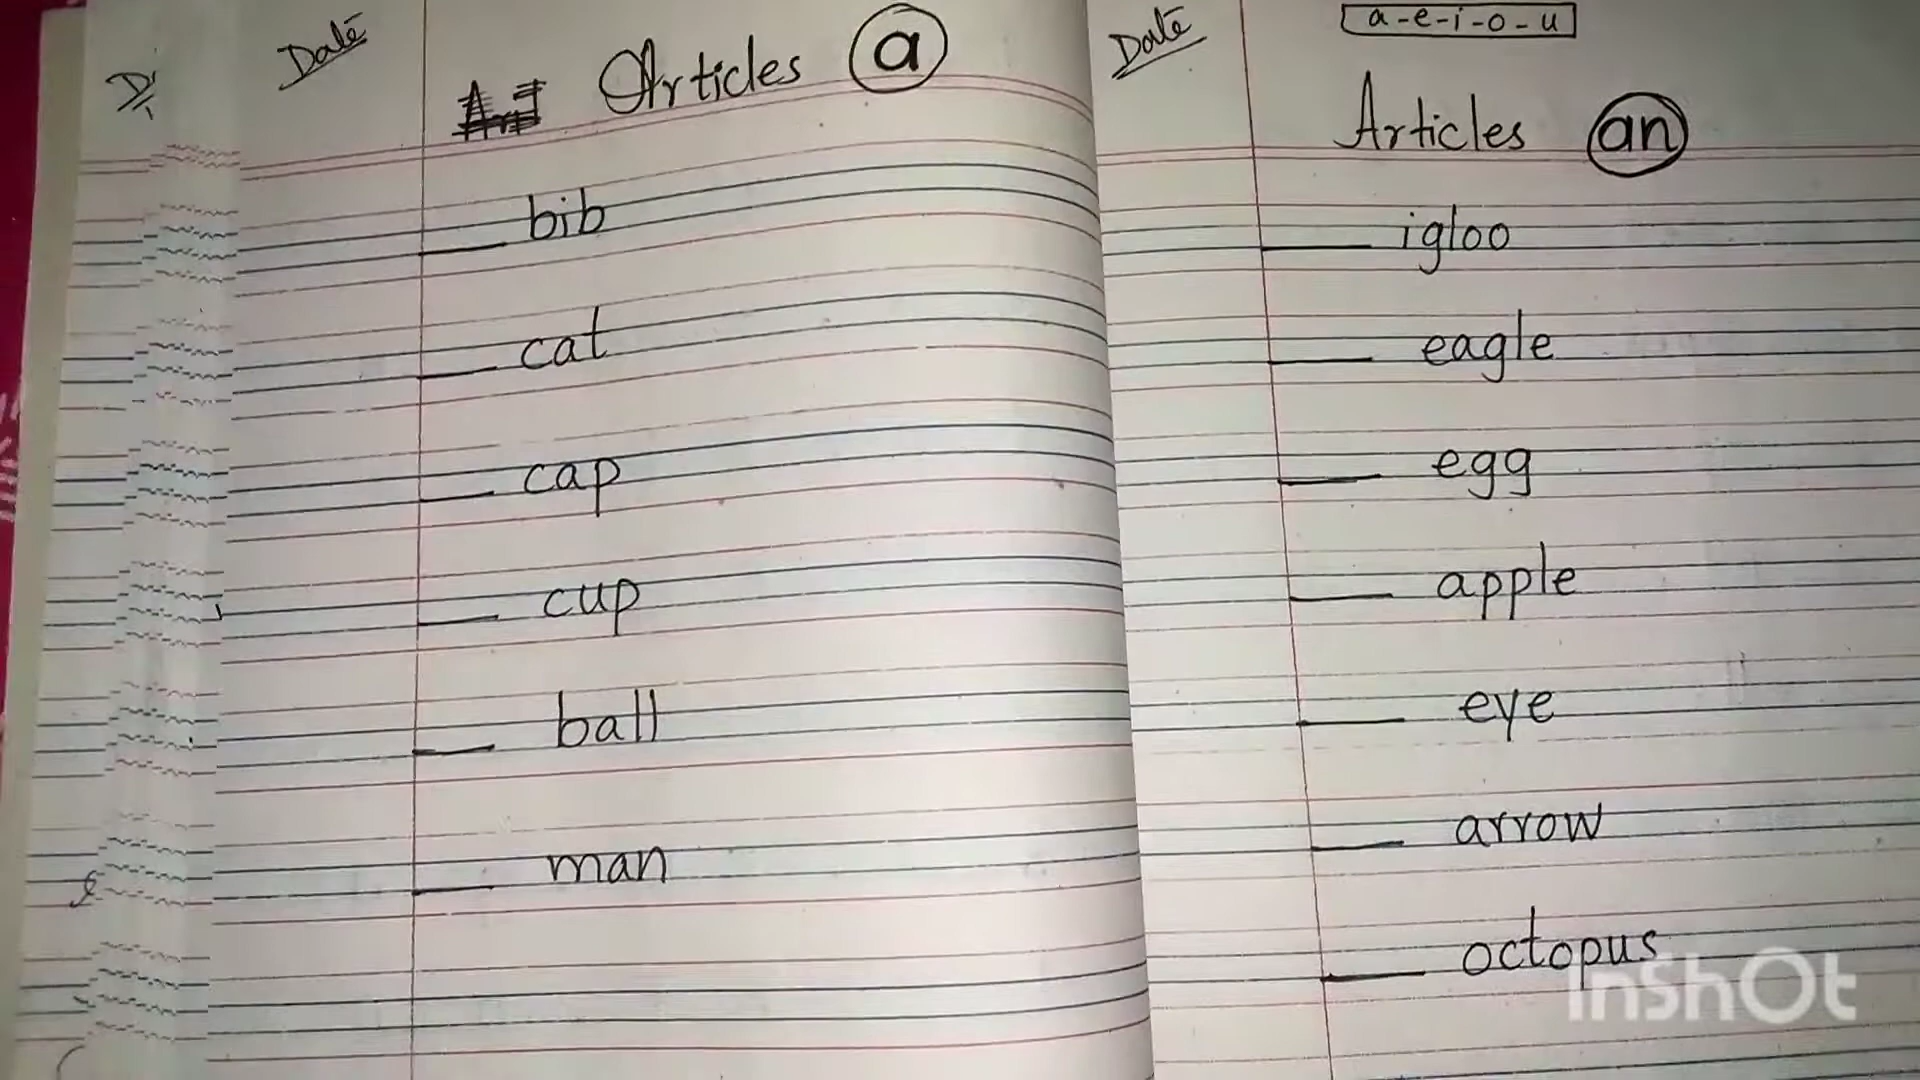 Date
Articles a
___ bib
___ cat
___ cap
___ cup
___ ball
___ man
Date
a-e-i-o-u
Articles an
___ igloo
___ eagle
___ egg
___ apple
___ eye
___ arrow
___ octopus
InShOt